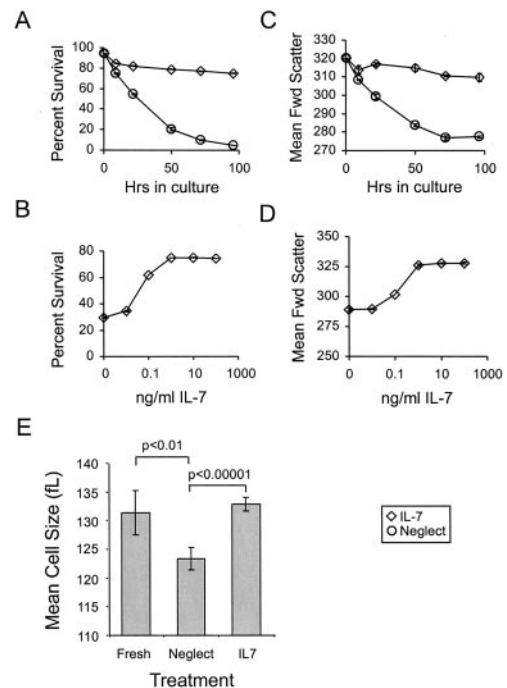 A
Percent Survival
100
80
60
40
20
0
0 50 100
Hrs in culture
C
Mean Fwd Scatter
330
320
310
300
290
280
270
0 50 100
Hrs in culture
B
Percent Survival
80
60
40
20
0
0 0.1 10 1000
ng/ml IL-7
D
Mean Fwd Scatter
350
325
300
275
250
0 0.1 10 1000
ng/ml IL-7
E
Mean Cell Size (fL)
140
135
130
125
120
115
110
p<0.01
p<0.00001
Fresh Neglect IL7
Treatment
IL-7
Neglect